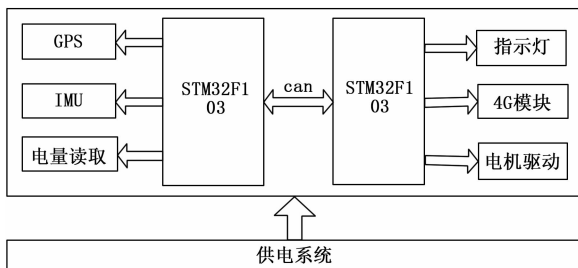 GPS
IMU
电量读取
STM32F1
03
can
STM32F1
03
指示灯
4G模块
电机驱动
供电系统